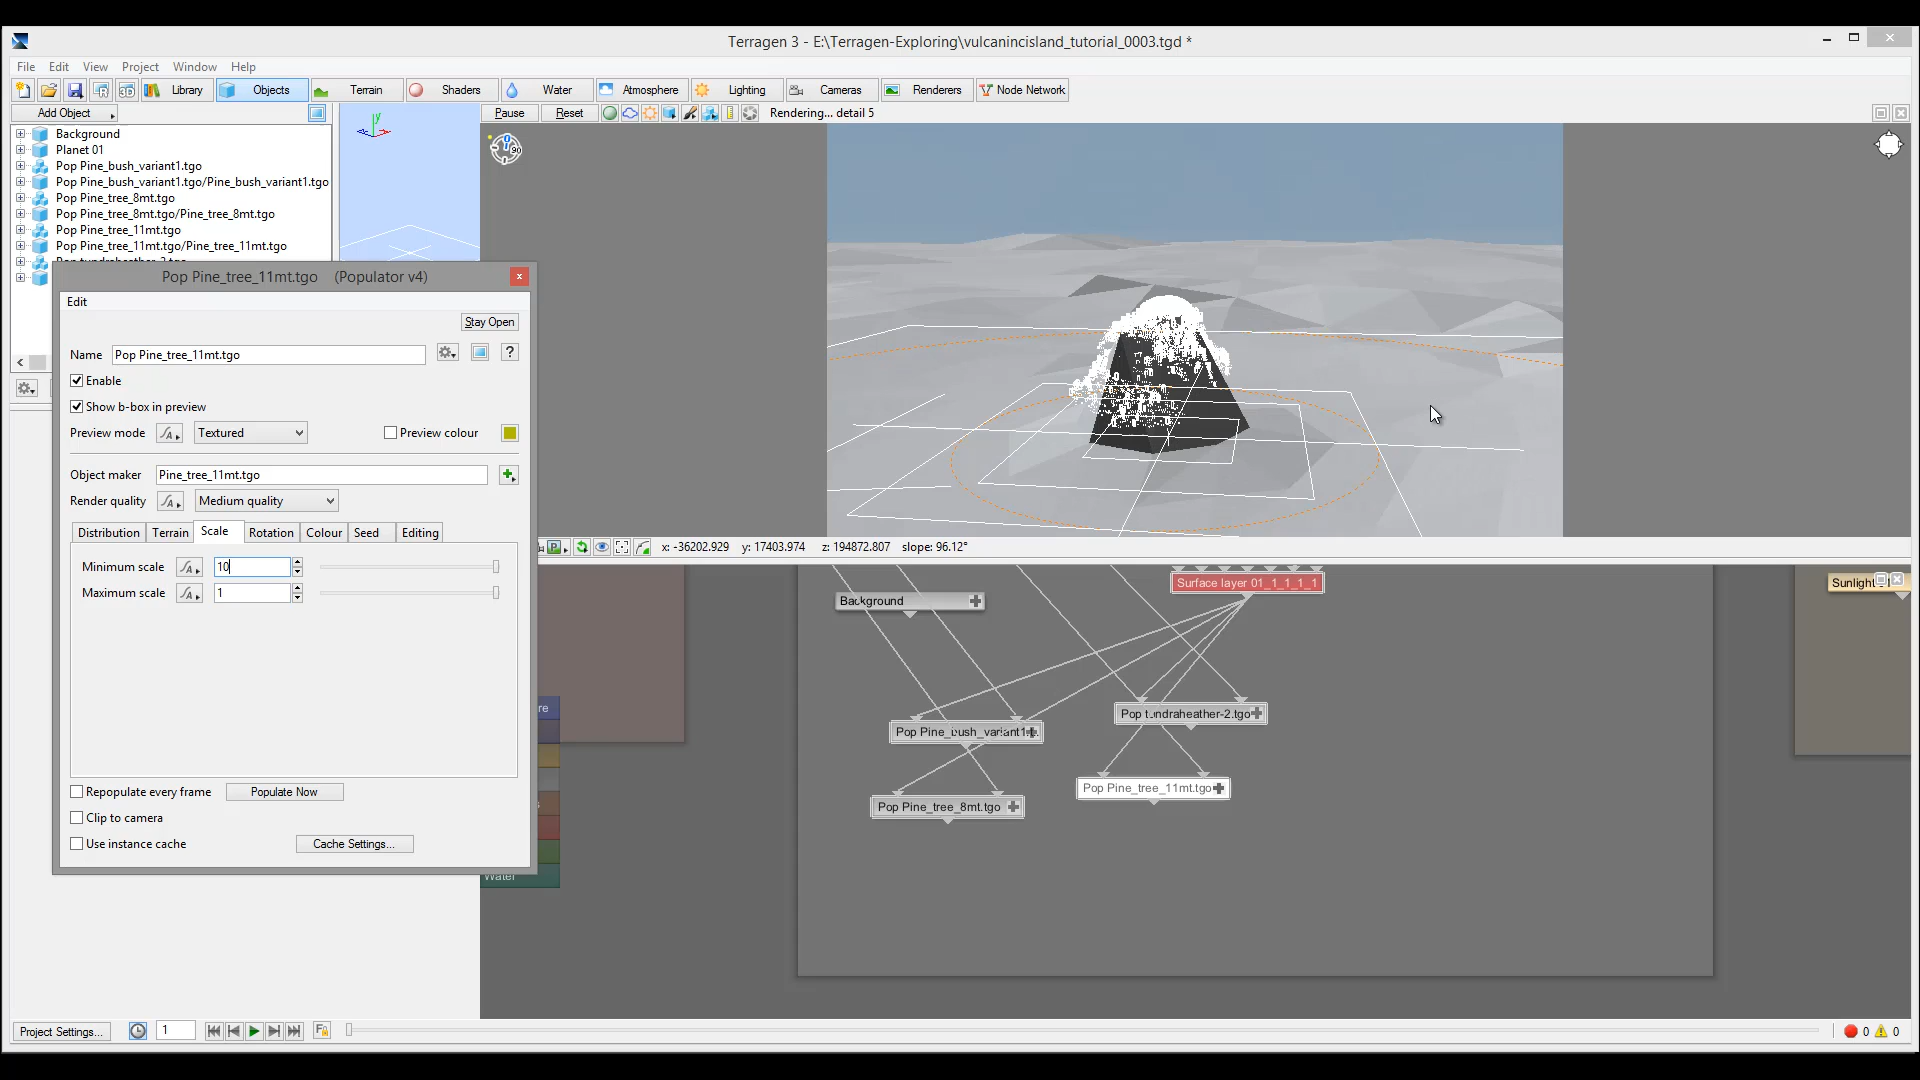 Terragen 3 - E:\Terragen-Exploring\vulcanincisland_tutorial_0003.tgd *
File Edit View Project Window Help
Library Objects Terrain Shaders Water Atmosphere Lighting Cameras Renderers Node Network
Add Object
Pause Reset Rendering... detail 5
Background
Planet 01
Pop Pine_bush_variant1.tgo
Pop Pine_bush_variant1.tgo/Pine_bush_variant1.tgo
Pop Pine_tree_8mt.tgo
Pop Pine_tree_8mt.tgo/Pine_tree_8mt.tgo
Pop Pine_tree_11mt.tgo
Pop Pine_tree_11mt.tgo/Pine_tree_11mt.tgo
y
90
Pop Pine_tree_11mt.tgo (Populator v4)
x
Edit
Stay Open
Name Pop Pine_tree_11mt.tgo ?
Enable
Show b-box in preview
Preview mode Textured Preview colour
Object maker Pine_tree_11mt.tgo
Render quality Medium quality
Distribution Terrain Scale Rotation Colour Seed Editing
Minimum scale 10
Maximum scale 1
Repopulate every frame Populate Now
Clip to camera
Use instance cache Cache Settings...
x: -36202.929 y: 17403.974 z: 194872.807 slope: 96.12°
Surface layer 01_1_1_1_1
Background
Pop tundraheather-2.tgo
Pop Pine_bush_variant1.t..
Pop Pine_tree_11mt.tgo
Pop Pine_tree_8mt.tgo
Sunlight
re
s
Water
Project Settings... 1
0 0